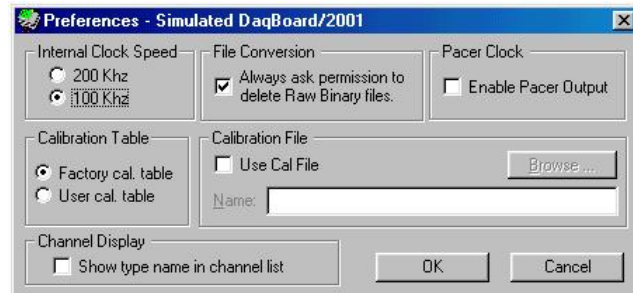 Preferences - Simulated DaqBoard/2001
Internal Clock Speed
200 Khz
100 Khz
File Conversion
Always ask permission to
delete Raw Binary files.
Pacer Clock
Enable Pacer Output
Calibration Table
Factory cal. table
User cal. table
Calibration File
Use Cal File
Browse ...
Name:
Channel Display
Show type name in channel list
OK
Cancel